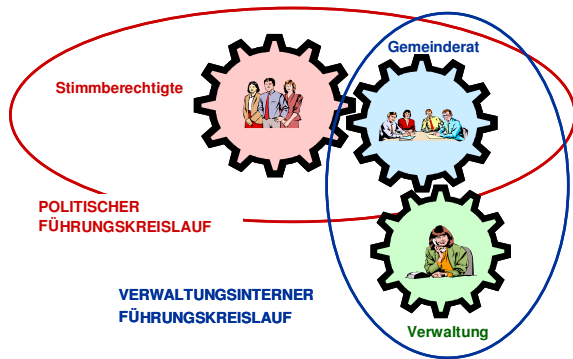 Gemeinderat
Stimmberechtigte
POLITISCHER
FÜHRUNGSKREISLAUF
VERWALTUNGSINTERNER
FÜHRUNGSKREISLAUF
Verwaltung